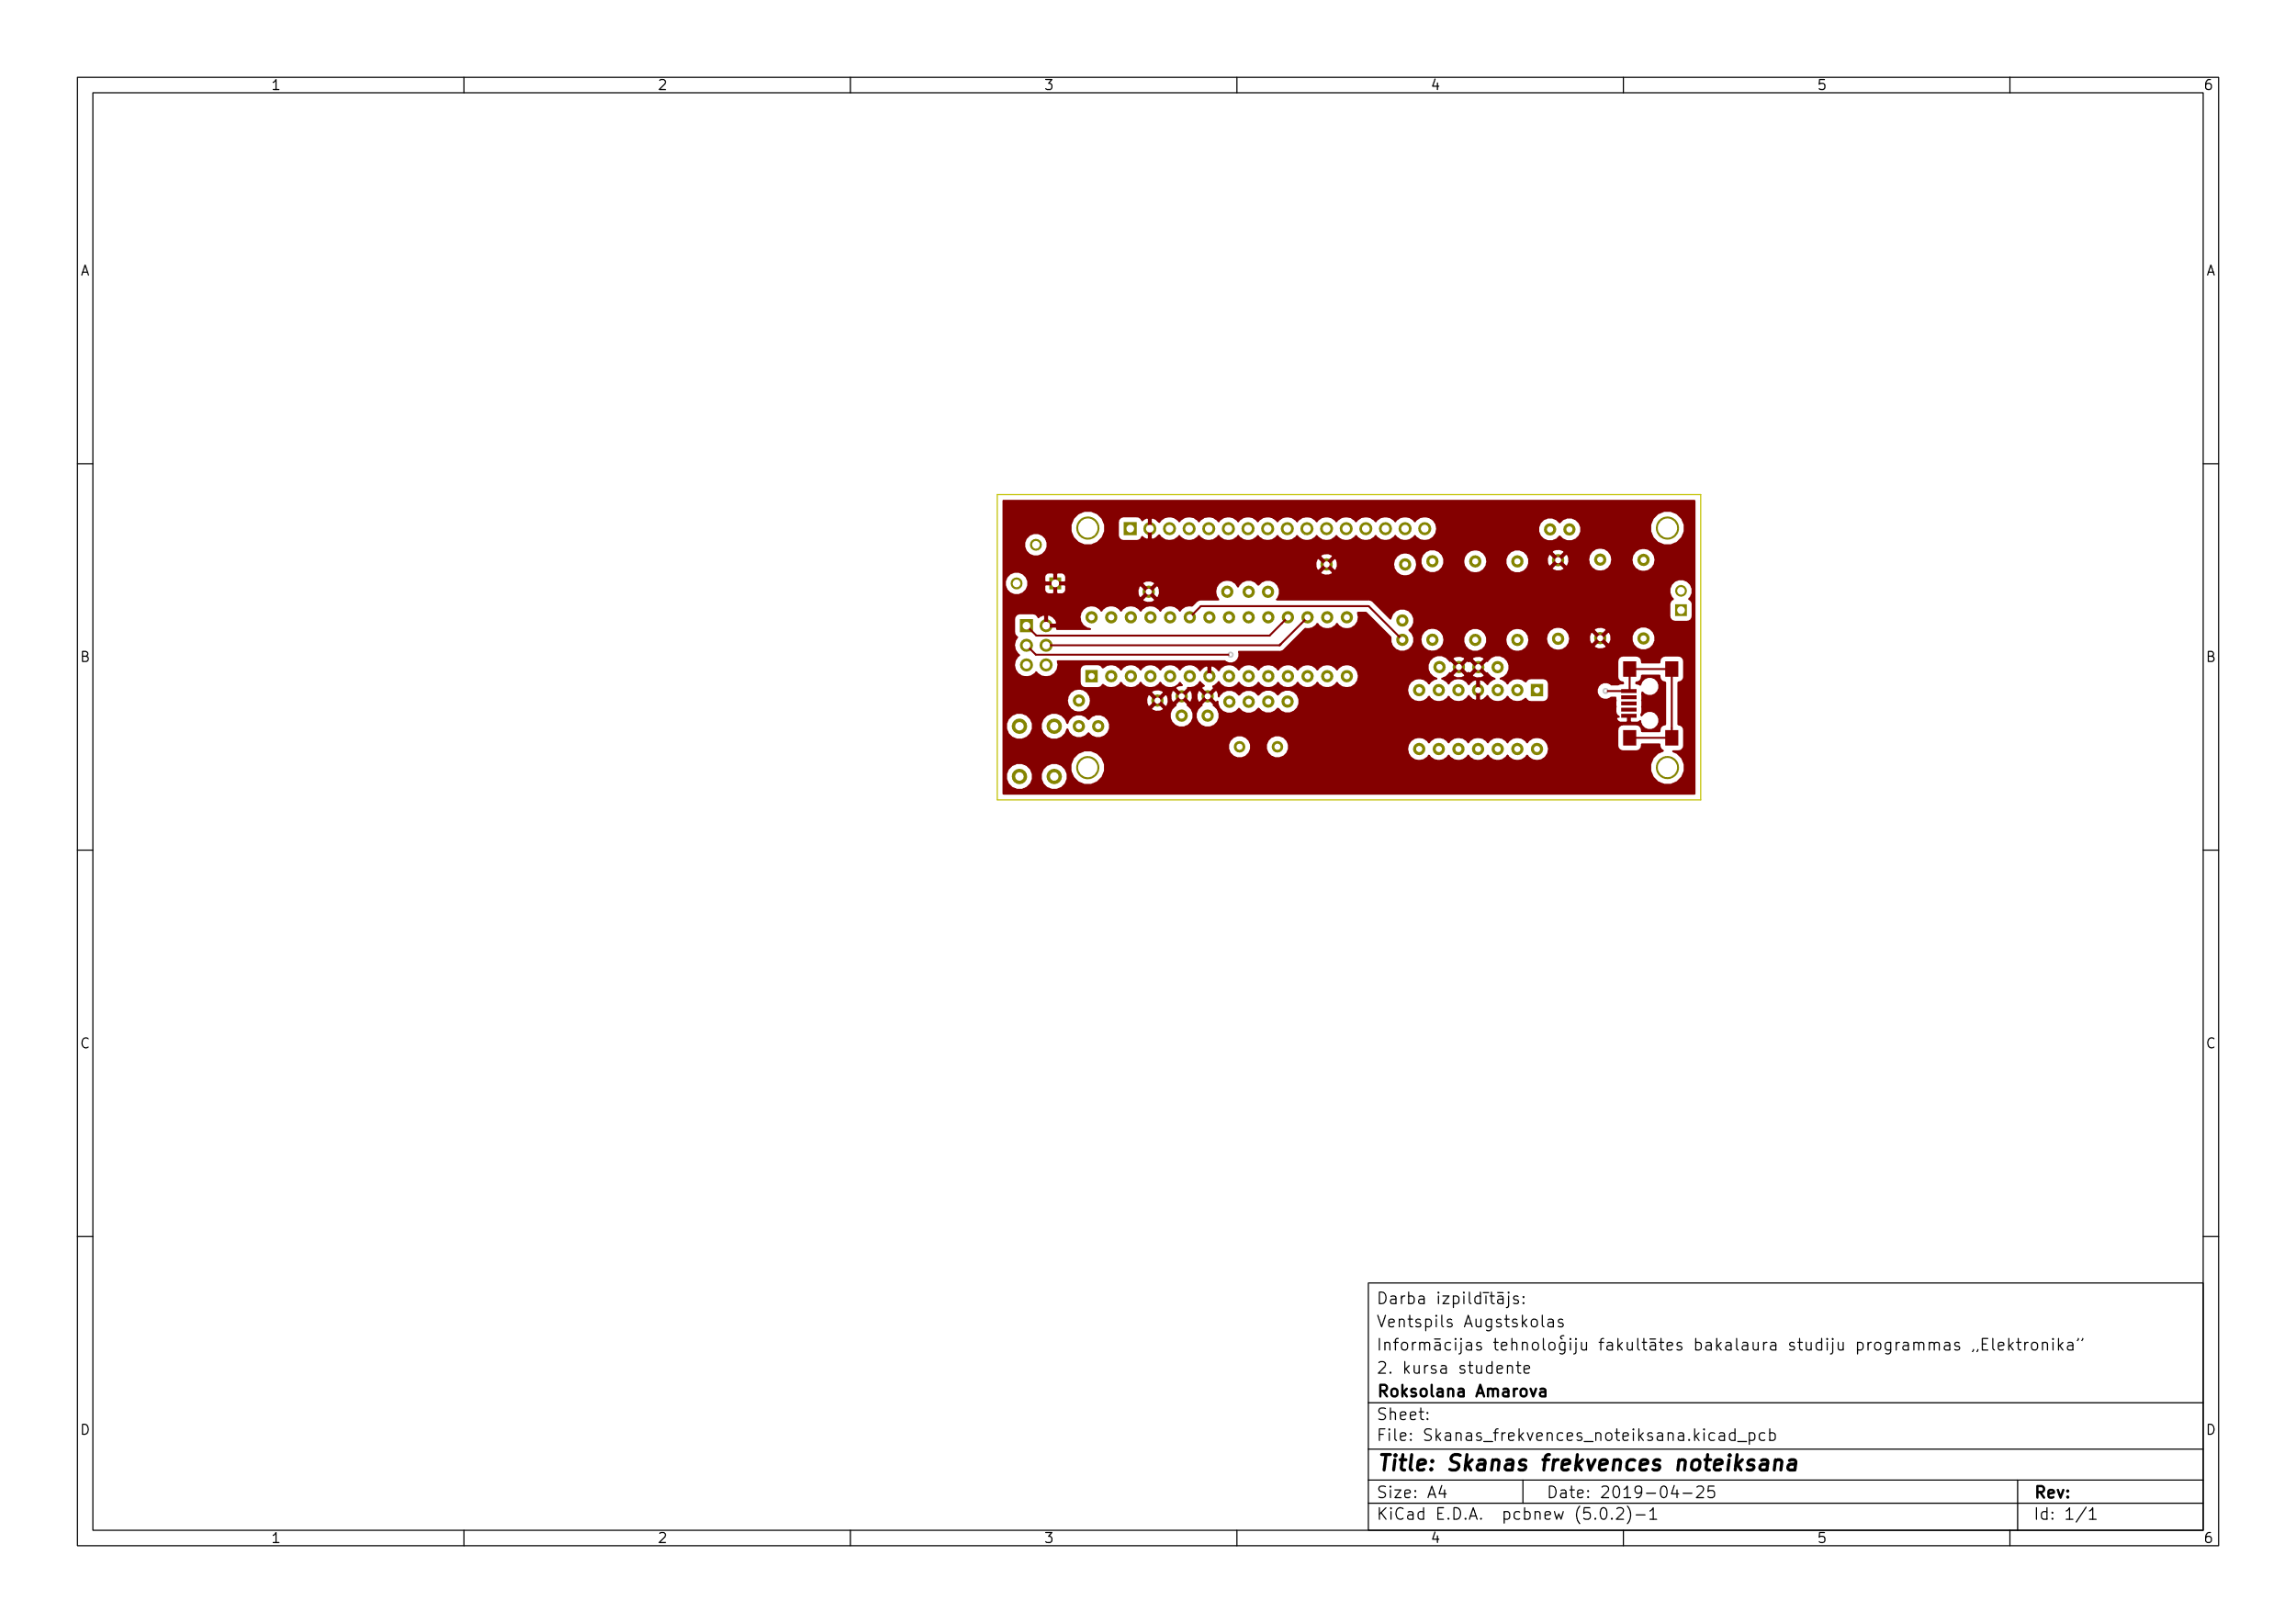 1 2 3 4 5 6
A A
B B
C C
D D
Darba izpildītājs:
Ventspils Augstskolas
Informācijas tehnoloģiju fakultātes bakalaura studiju programmas ,,Elektronika"
2. kursa studente
Roksolana Amarova
Sheet:
File: Skanas_frekvences_noteiksana.kicad_pcb
Title: Skanas frekvences noteiksana
Size: A4 Date: 2019-04-25 Rev:
KiCad E.D.A. pcbnew (5.0.2)-1 Id: 1/1
1 2 3 4 5 6